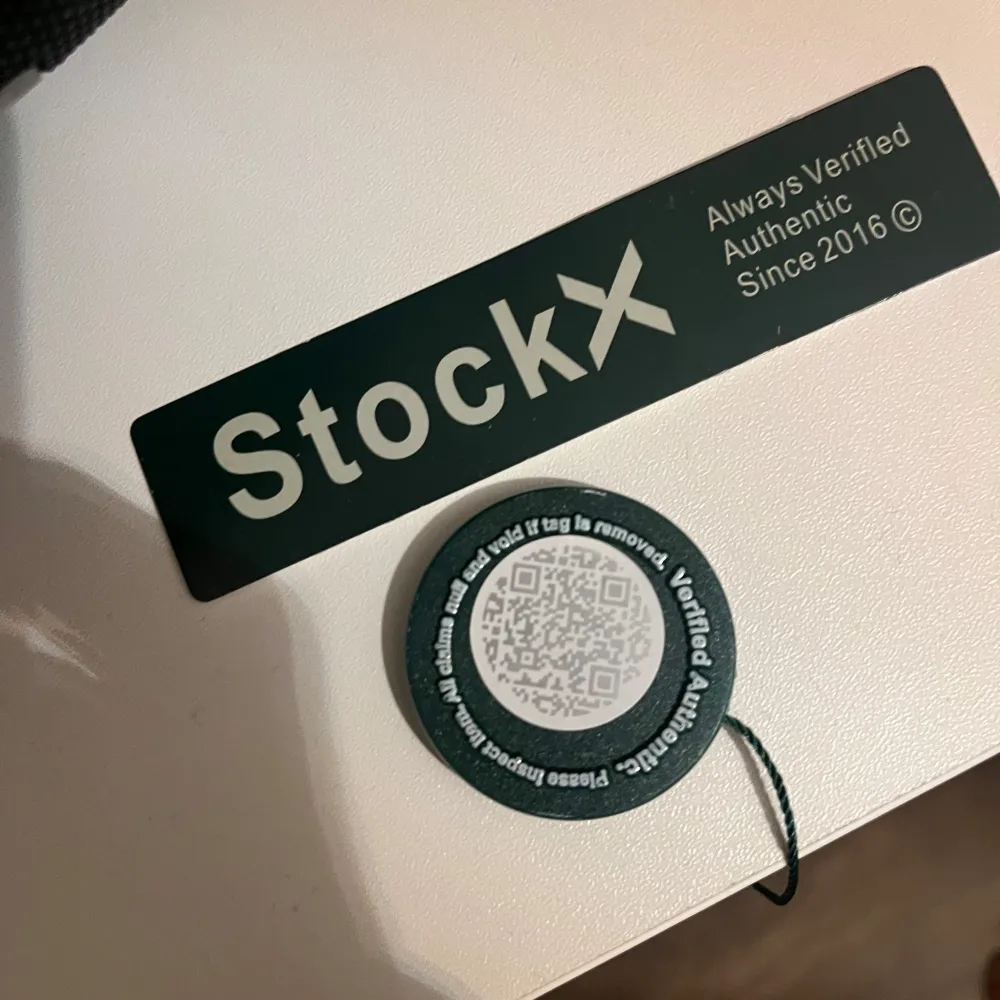 StockX
Always Verified
Authentic
Since 2016 ©
Verified Authentic. Please inspect item. All claims null and void if tag is removed.